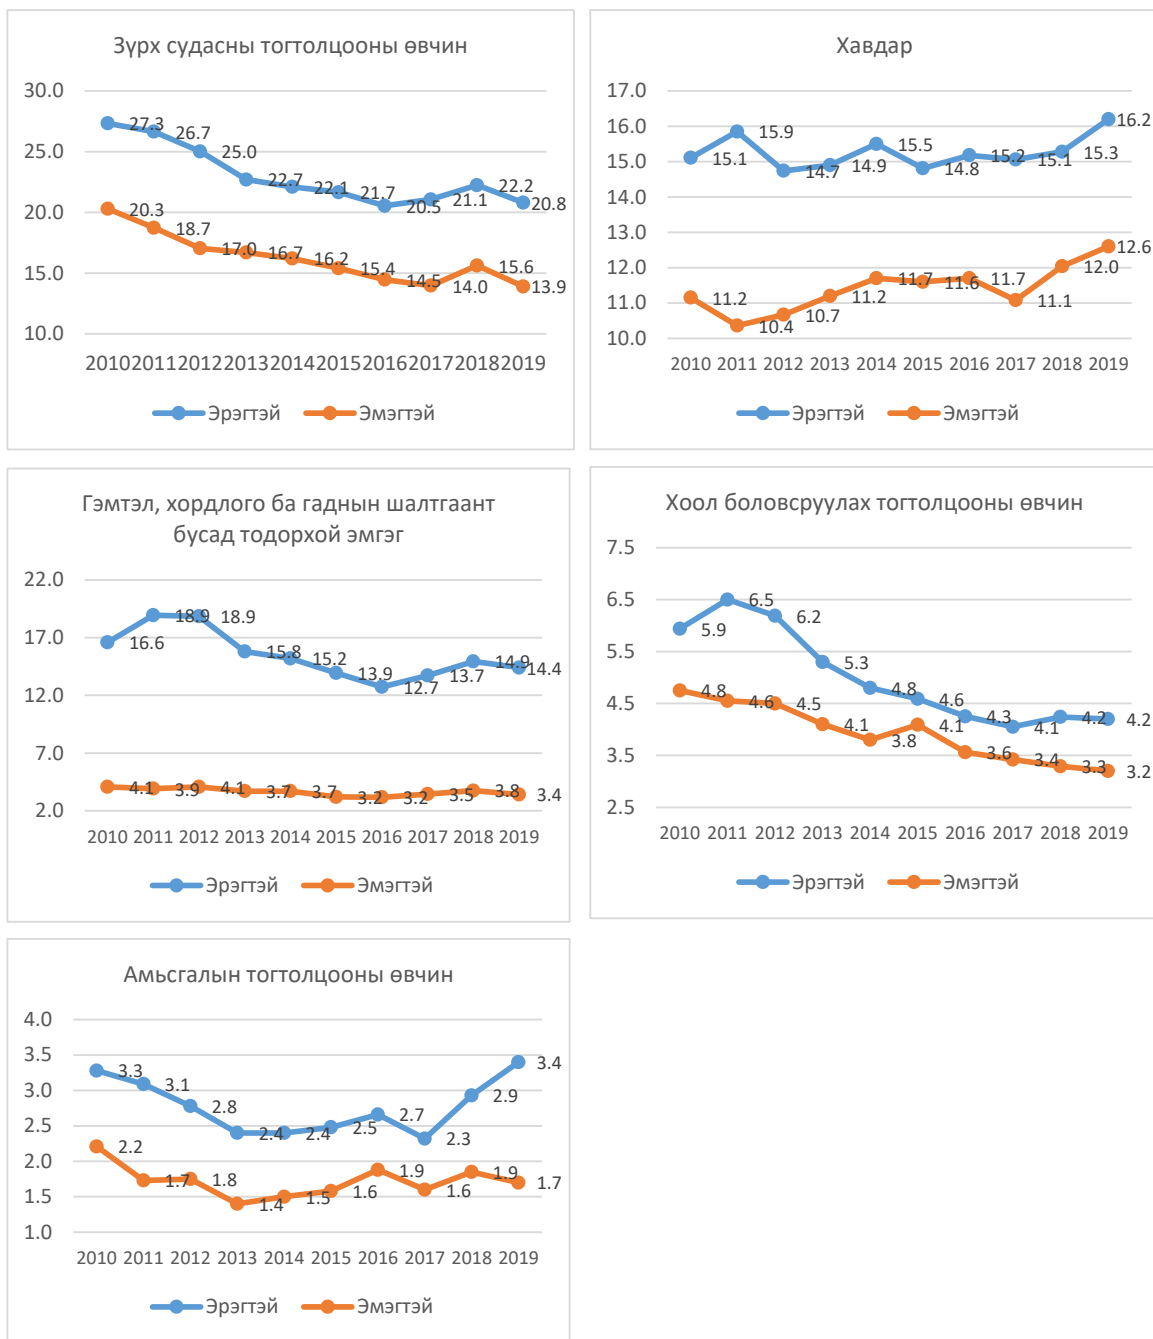 Зүрх судасны тогтолцооны өвчин
30.0
25.0
20.0
15.0
10.0
27.3 26.7 25.0 22.7 22.1 21.7 20.5 21.1 22.2 20.8
20.3 18.7 17.0 16.7 16.2 15.4 14.5 14.0 15.6 13.9
2010 2011 2012 2013 2014 2015 2016 2017 2018 2019
Эрэгтэй Эмэгтэй
Хавдар
17.0
16.0
15.0
14.0
13.0
12.0
11.0
10.0
15.1 15.9 14.7 14.9 15.5 14.8 15.2 15.1 15.3 16.2
11.2 10.4 10.7 11.2 11.7 11.6 11.7 11.1 12.0 12.6
2010 2011 2012 2013 2014 2015 2016 2017 2018 2019
Эрэгтэй Эмэгтэй
Гэмтэл, хордлого ба гаднын шалтгаант
бусад тодорхой эмгэг
22.0
17.0
12.0
7.0
2.0
16.6 18.9 18.9 15.8 15.2 13.9 12.7 13.7 14.9 14.4
4.1 3.9 4.1 3.7 3.7 3.2 3.2 3.5 3.8 3.4
2010 2011 2012 2013 2014 2015 2016 2017 2018 2019
Эрэгтэй Эмэгтэй
Хоол боловсруулах тогтолцооны өвчин
7.5
6.5
5.5
4.5
3.5
2.5
5.9 6.5 6.2 5.3 4.8 4.6 4.3 4.1 4.2 4.2
4.8 4.6 4.5 4.1 3.8 4.1 3.6 3.4 3.3 3.2
2010 2011 2012 2013 2014 2015 2016 2017 2018 2019
Эрэгтэй Эмэгтэй
Амьсгалын тогтолцооны өвчин
4.0
3.5
3.0
2.5
2.0
1.5
1.0
3.3 3.1 2.8 2.4 2.4 2.5 2.7 2.3 2.9 3.4
2.2 1.7 1.8 1.4 1.5 1.6 1.9 1.6 1.9 1.7
2010 2011 2012 2013 2014 2015 2016 2017 2018 2019
Эрэгтэй Эмэгтэй